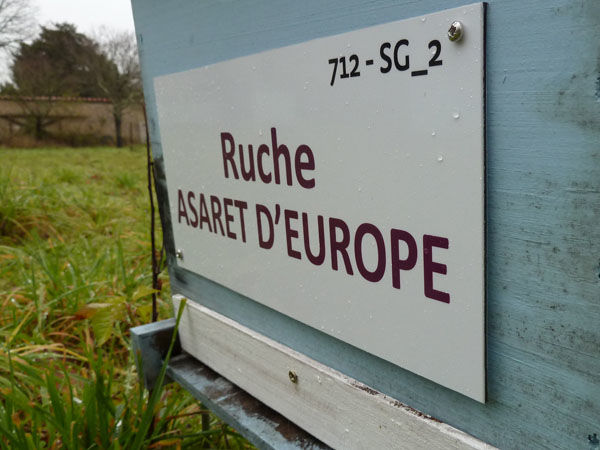 712 - SG_2
Ruche
ASARET D'EUROPE